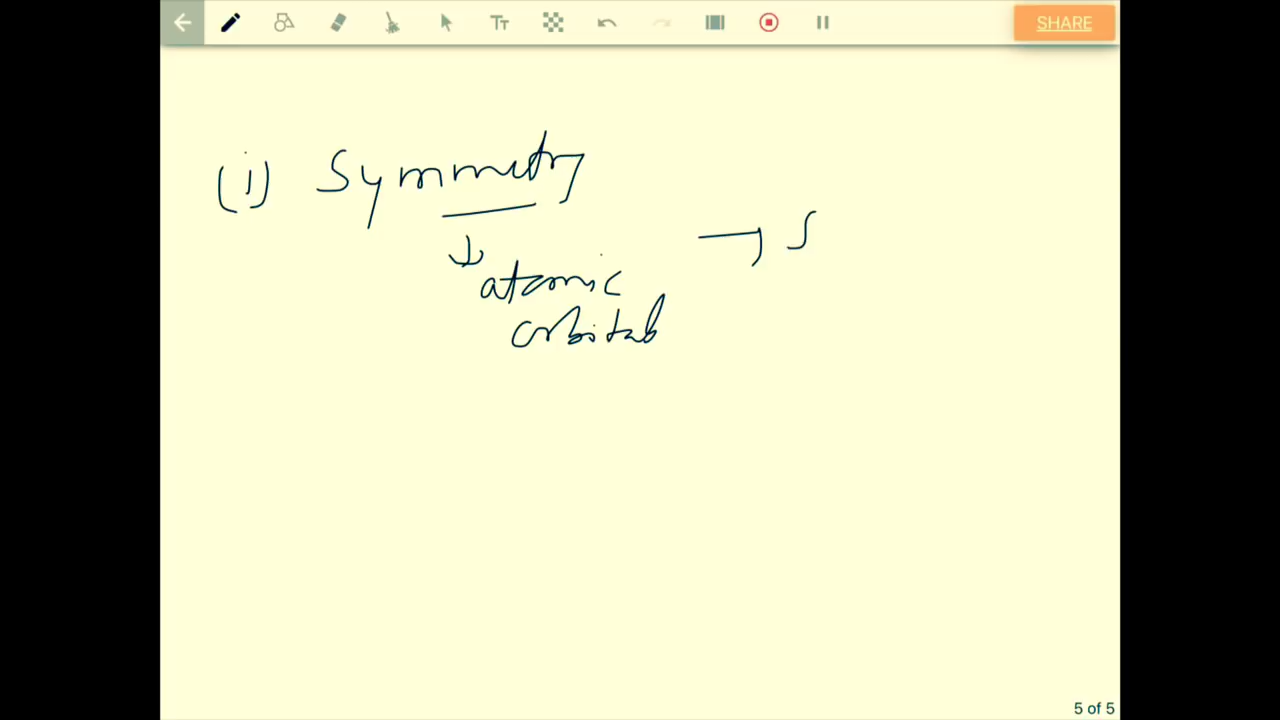 SHARE
(i) Symmetry
↓ → S
atomic
orbitals
5 of 5